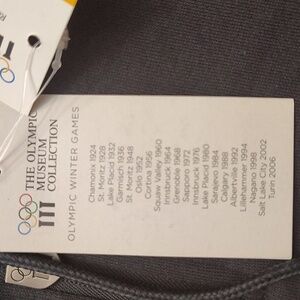 THE OLYMPIC
MUSEUM
COLLECTION
OLYMPIC WINTER GAMES
Chamonix 1924
St. Moritz 1928
Lake Placid 1932
Garmisch 1936
St. Moritz 1948
Oslo 1952
Cortina 1956
Squaw Valley 1960
Innsbruck 1964
Grenoble 1968
Sapporo 1972
Innsbruck 1976
Lake Placid 1980
Sarajevo 1984
Calgary 1988
Albertville 1992
Lillehammer 1994
Nagano 1998
Salt Lake City 2002
Turin 2006